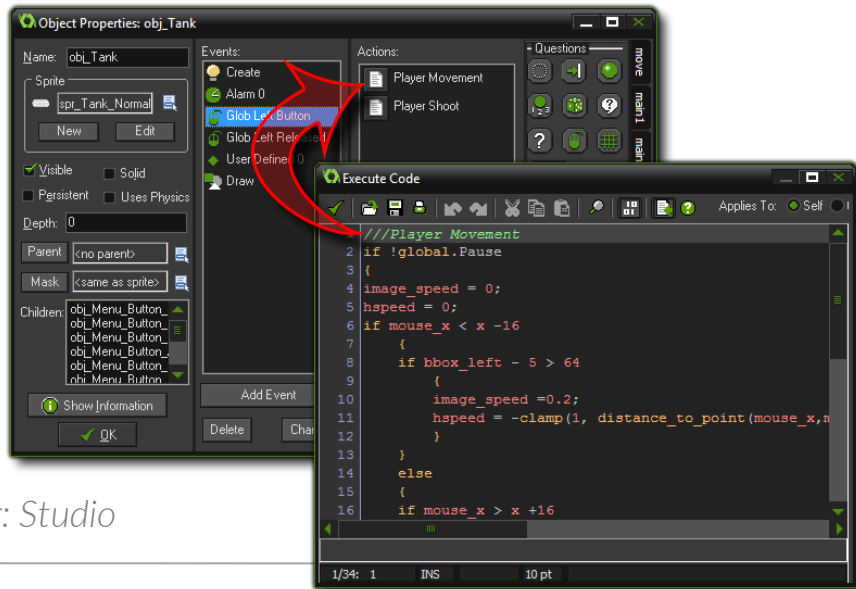 Object Properties: obj_Tank
Name: obj_Tank
Sprite
spr_Tank_Normal
New Edit
Visible Solid
Persistent Uses Physics
Depth: 0
Parent <no parent>
Mask <same as sprite>
Children: obj_Menu_Button_
obj_Menu_Button_
obj_Menu_Button_
obj_Menu_Button_
obj_Menu_Button_
obj_Menu_Button
Show Information
OK
Events:
Create
Alarm 0
Glob Left Button
Glob Left Released
User Defined 0
Draw
Add Event
Delete
Actions:
Player Movement
Player Shoot
Questions
move
main1
Execute Code
Applies To: Self
1 ///Player Movement
2 if !global.Pause
3 {
4 image_speed = 0;
5 hspeed = 0;
6 if mouse_x < x -16
7 {
8 if bbox_left - 5 > 64
9 {
10 image_speed =0.2;
11 hspeed = -clamp(1, distance_to_point(mouse_x,m
12 }
13 }
14 else
15 {
16 if mouse_x > x +16
1/34: 1 INS 10 pt
: Studio